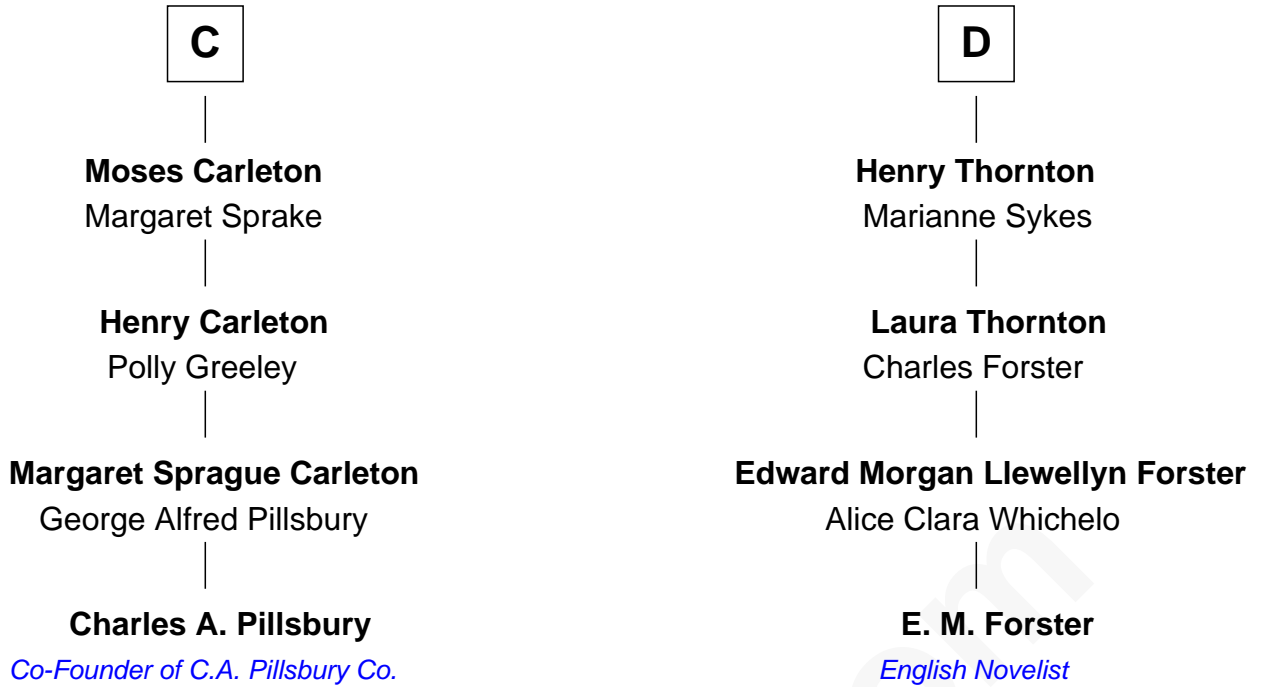 C
Moses Carleton
Margaret Sprake
Henry Carleton
Polly Greeley
Margaret Sprague Carleton
George Alfred Pillsbury
Charles A. Pillsbury
Co-Founder of C.A. Pillsbury Co.
D
Henry Thornton
Marianne Sykes
Laura Thornton
Charles Forster
Edward Morgan Llewellyn Forster
Alice Clara Whichelo
E. M. Forster
English Novelist